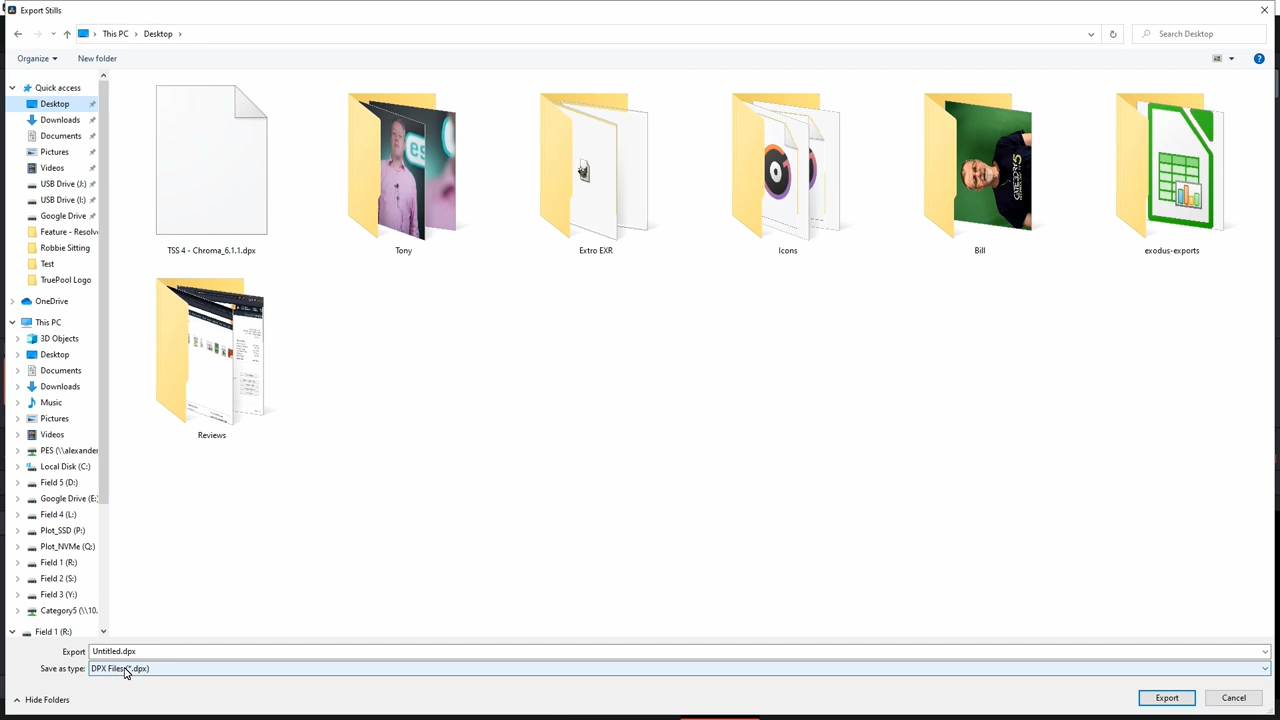 Export Stills
This PC
Desktop
Search Desktop
Organize
New folder
?
Quick access
Desktop
Downloads
Documents
Pictures
Videos
USB Drive (J:)
USB Drive (I:)
Google Drive
Feature - Resolv
Robbie Sitting
Test
TruePool Logo
OneDrive
This PC
3D Objects
Desktop
Documents
Downloads
Music
Pictures
Videos
PES (\\alexander
Local Disk (C:)
Field 5 (D:)
Google Drive (E:)
Field 4 (L:)
Plot_SSD (P:)
Plot_NVMe (Q:)
Field 1 (R:)
Field 2 (S:)
Field 3 (Y:)
Category5 (\\10.
Field 1 (R:)
TSS 4 - Chroma_6.1.1.dpx
es
Tony
Extro EXR
Icons
CATEGORY5
Bill
exodus-exports
Reviews
Export
Untitled.dpx
Save as type:
DPX Files (*.dpx)
Hide Folders
Export
Cancel